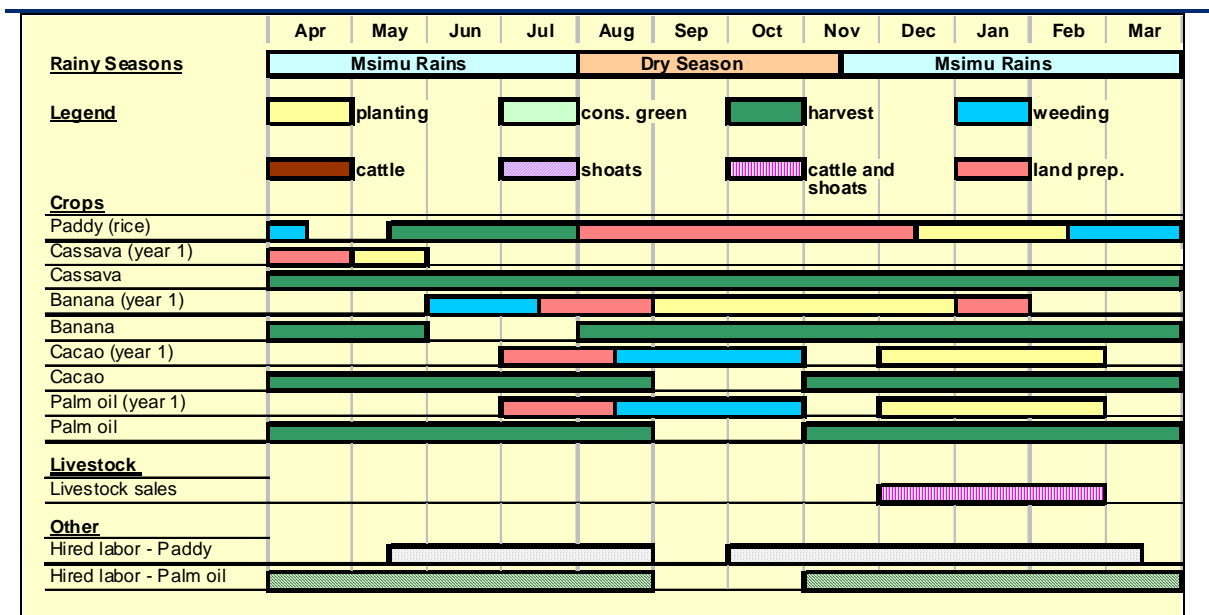 Apr May Jun Jul Aug Sep Oct Nov Dec Jan Feb Mar
Rainy Seasons Msimu Rains Dry Season Msimu Rains
Legend planting cons. green harvest weeding
cattle shoats cattle and shoats land prep.
Crops
Paddy (rice)
Cassava (year 1)
Cassava
Banana (year 1)
Banana
Cacao (year 1)
Cacao
Palm oil (year 1)
Palm oil
Livestock
Livestock sales
Other
Hired labor - Paddy
Hired labor - Palm oil